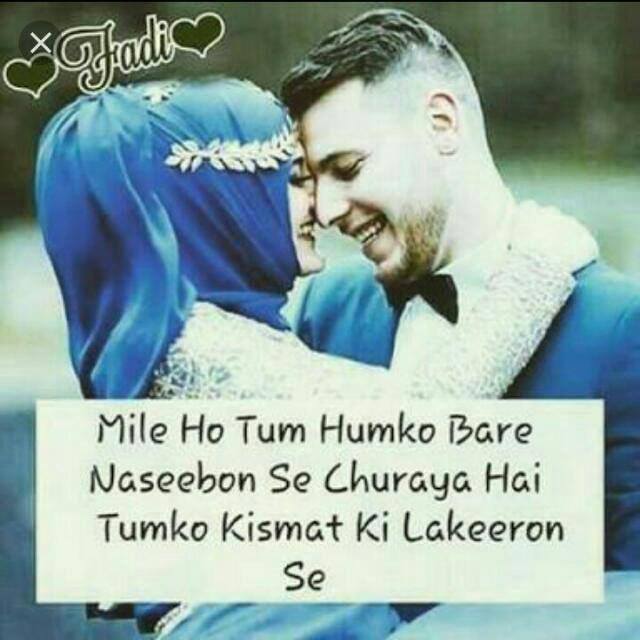 Fadi
Mile Ho Tum Humko Bare
Naseebon Se Churaya Hai
Tumko Kismat Ki Lakeeron
Se